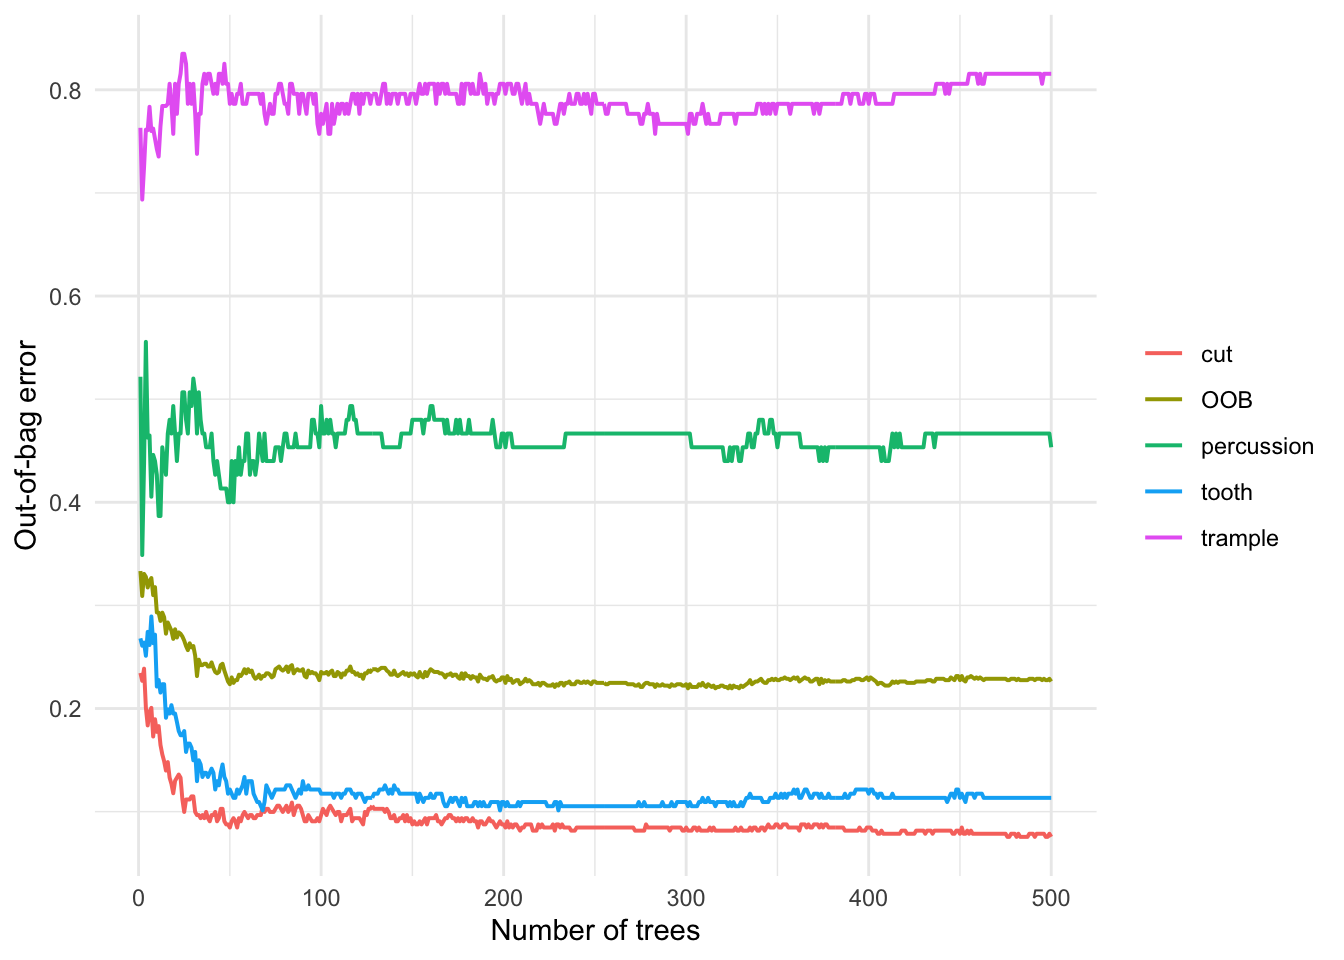 0.8
0.6
0.4
0.2
Out-of-bag error
0
100
200
300
400
500
Number of trees
cut
OOB
percussion
tooth
trample